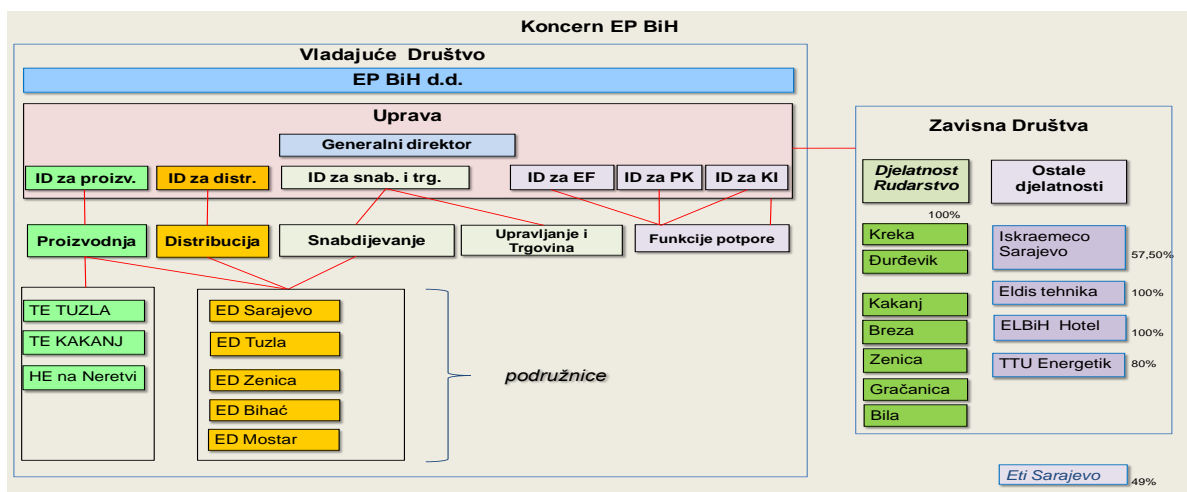 Koncern EP BiH
Vladajuće Društvo
EP BiH d.d.
Uprava
Generalni direktor
ID za proizv.
ID za distr.
ID za snab. i trg.
ID za EF
ID za PK
ID za KI
Proizvodnja
Distribucija
Snabdijevanje
Upravljanje i
Trgovina
Funkcije potpore
TE TUZLA
TE KAKANJ
HE na Neretvi
ED Sarajevo
ED Tuzla
ED Zenica
ED Bihać
ED Mostar
podružnice
Zavisna Društva
Djelatnost
Rudarstvo
100%
Kreka
Đurđevik
Kakanj
Breza
Zenica
Gračanica
Bila
Ostale
djelatnosti
Iskraemeco
Sarajevo
57,50%
Eldis tehnika
100%
ELBiH Hotel
100%
TTU Energetik
80%
Eti Sarajevo
49%